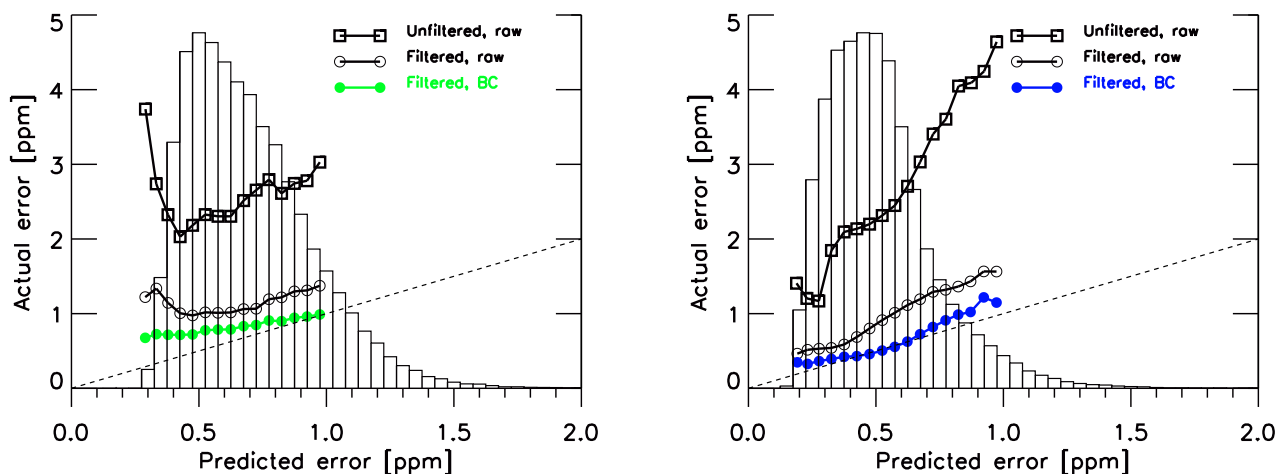 5
4
3
2
1
0
Actual error [ppm]
Unfiltered, raw
Filtered, raw
Filtered, BC
0.0 0.5 1.0 1.5 2.0
Predicted error [ppm]
5
4
3
2
1
0
Actual error [ppm]
Unfiltered, raw
Filtered, raw
Filtered, BC
0.0 0.5 1.0 1.5 2.0
Predicted error [ppm]